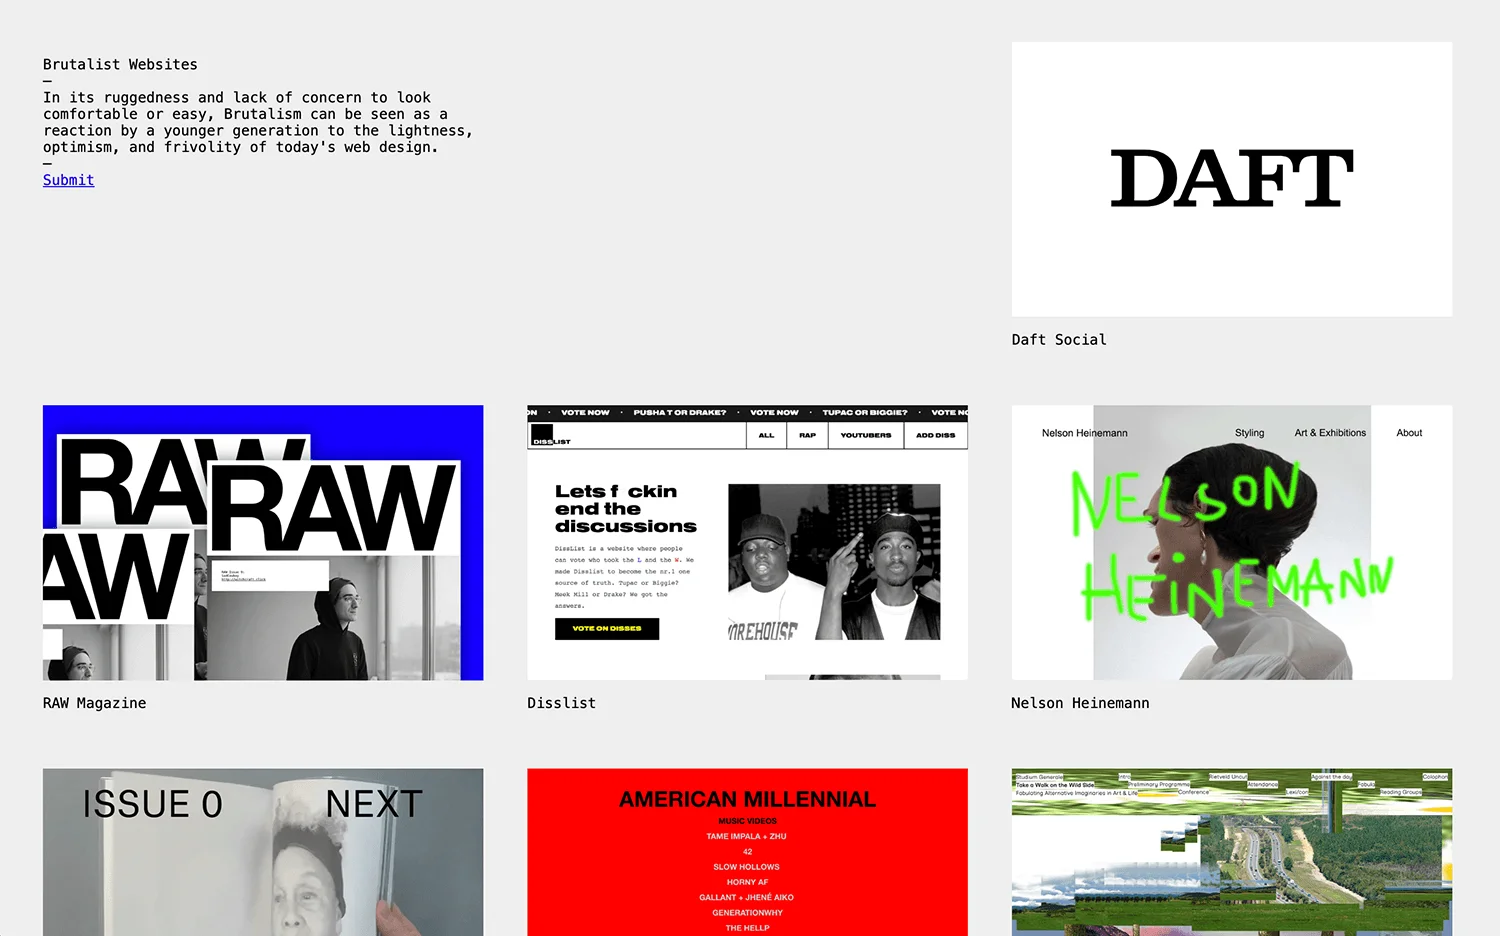 Brutalist Websites
—
In its ruggedness and lack of concern to look
comfortable or easy, Brutalism can be seen as a
reaction by a younger generation to the lightness,
optimism, and frivolity of today's web design.
—
Submit
DAFT
Daft Social
RAW
RAW
AW
RAW Magazine
ON · VOTE NOW · PUSHA T OR DRAKE? · VOTE NOW · TUPAC OR BIGGIE? · VOTE NO
DISSLIST
ALL
RAP
YOUTUBERS
ADD DISS
Lets f ckin
end the
discussions
DissList is a website where people
can vote who took the L and the W. We
made Disslist to become the nr.1 one
source of truth. Tupac or Biggie?
Meek Mill or Drake? We got the
answers.
VOTE ON DISSES
Disslist
Nelson Heinemann
Styling
Art & Exhibitions
About
NELSON
HEINEMANN
Nelson Heinemann
ISSUE 0
NEXT
AMERICAN MILLENNIAL
MUSIC VIDEOS
TAME IMPALA + ZHU
42
SLOW HOLLOWS
HORNY AF
GALLANT + JHENÉ AIKO
GENERATIONWHY
THE HELLP
Studium Generale
Take a Walk on the Wild Side
Fabulating Alternative Imaginaries in Art & Life
Intro
Preliminary Programme
Conference
Rietveld Uncut
Attendance
Lexicon
Against the day
Fabula
Reading Groups
Colophon